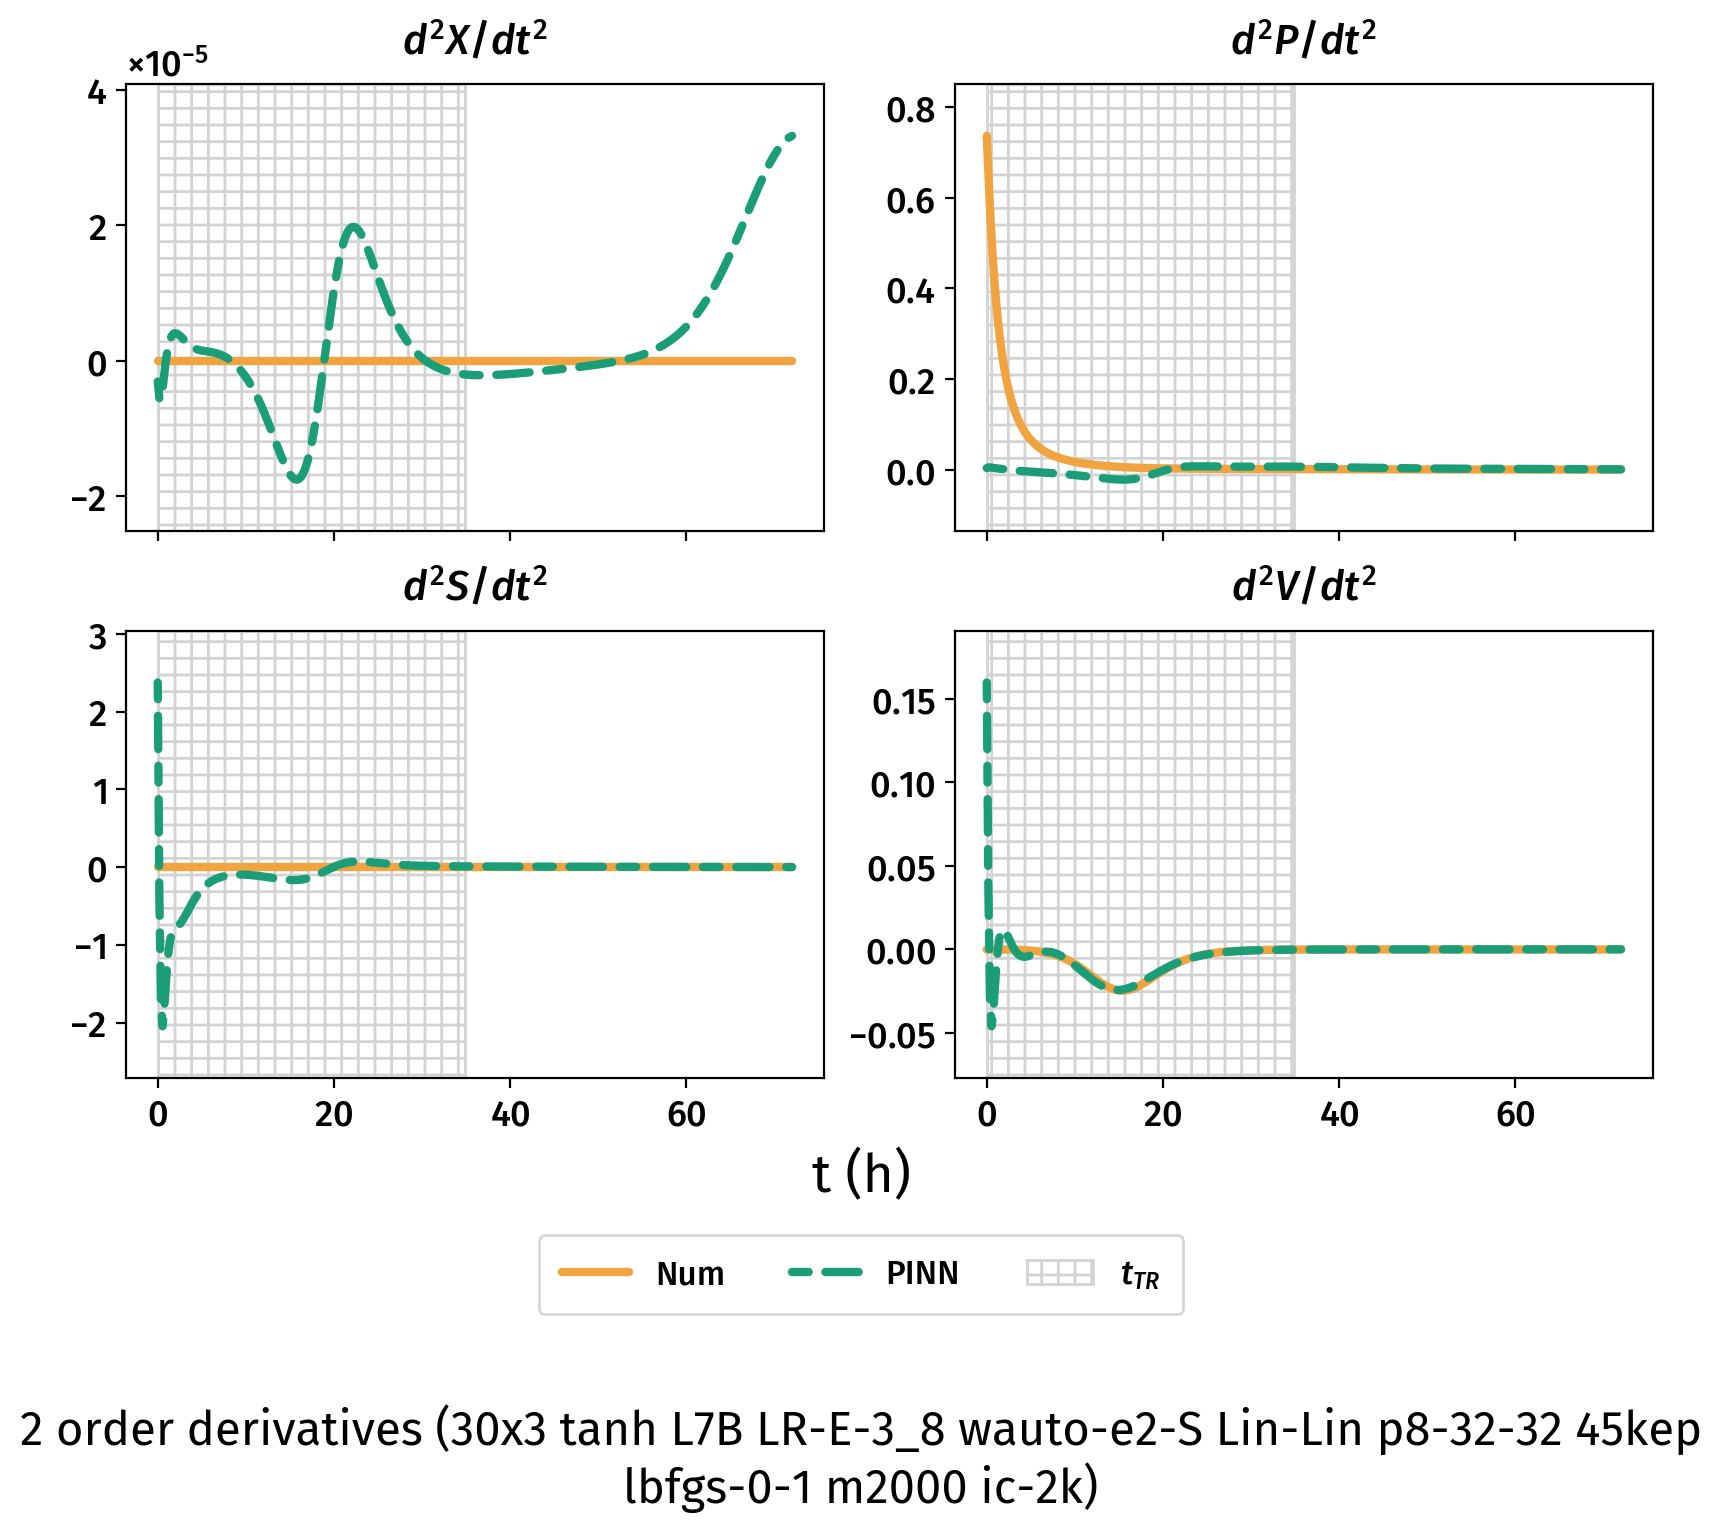 d²X/dt²
×10⁻⁵
4
2
0
−2
d²P/dt²
0.8
0.6
0.4
0.2
0.0
d²S/dt²
3
2
1
0
−1
−2
0 20 40 60
d²V/dt²
0.15
0.10
0.05
0.00
−0.05
0 20 40 60
t (h)
Num PINN t_TR
2 order derivatives (30x3 tanh L7B LR-E-3_8 wauto-e2-S Lin-Lin p8-32-32 45kep
lbfgs-0-1 m2000 ic-2k)